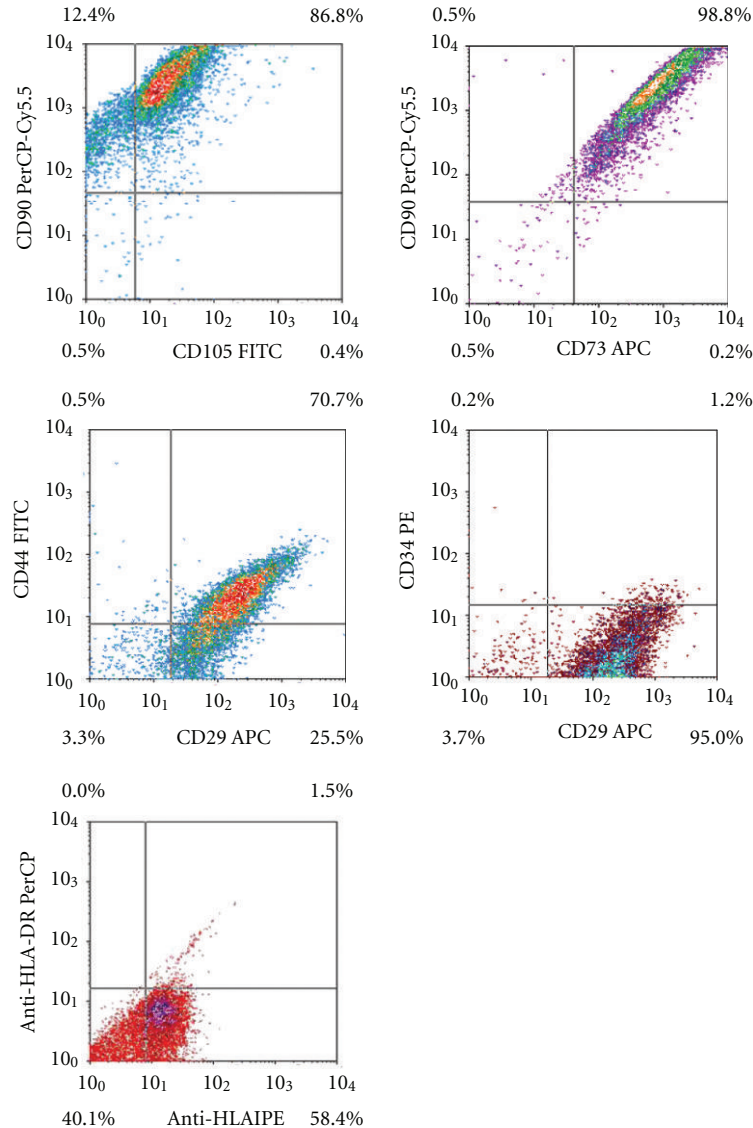 12.4% 86.8%
CD90 PerCP-Cy5.5
10⁴
10³
10²
10₁
10₀
10₀ 10¹ 10² 10³ 10⁴
0.5% CD105 FITC 0.4%
0.5% 98.8%
CD90 PerCP-Cy5.5
10⁴
10³
10²
10₁
10₀
10₀ 10¹ 10² 10³ 10⁴
0.5% CD73 APC 0.2%
0.5% 70.7%
CD44 FITC
10⁴
10³
10²
10¹
10₀
10₀ 10¹ 10² 10³ 10⁴
3.3% CD29 APC 25.5%
0.2% 1.2%
CD34 PE
10⁴
10³
10²
10¹
10₀
10₀ 10¹ 10² 10³ 10⁴
3.7% CD29 APC 95.0%
0.0% 1.5%
Anti-HLA-DR PerCP
10⁴
10³
10²
10¹
10₀
10₀ 10¹ 10² 10³ 10⁴
40.1% Anti-HLAIPE 58.4%